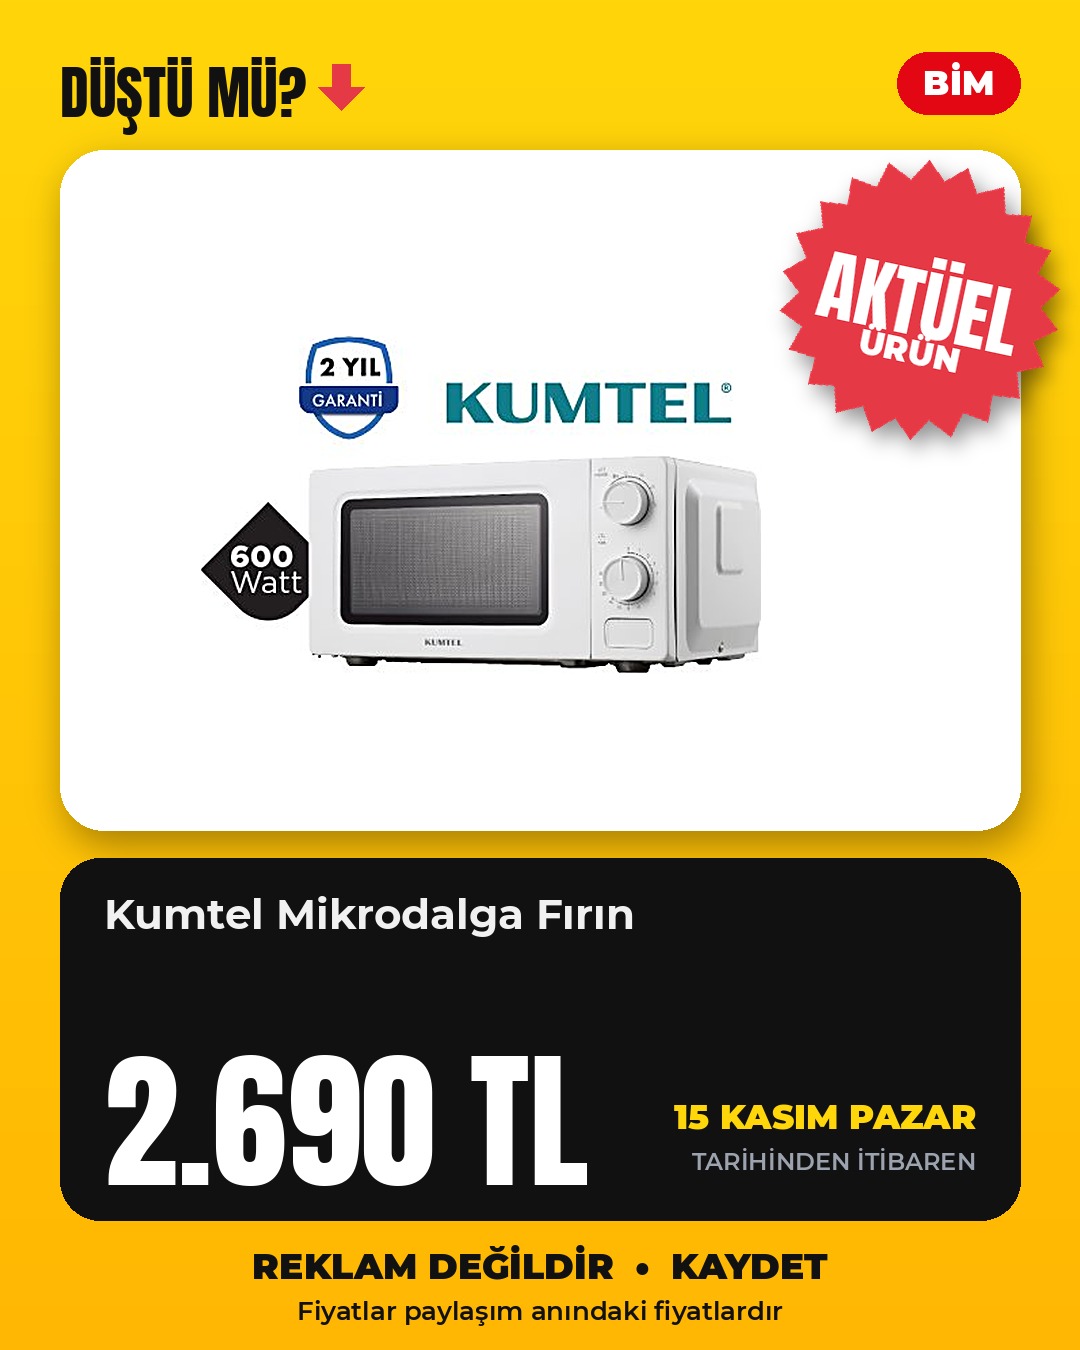 DÜŞTÜ MÜ?
BİM
AKTÜEL
ÜRÜN
2 YIL
GARANTİ
KUMTEL®
600
Watt
KUMTEL
Kumtel Mikrodalga Fırın
2.690 TL
15 KASIM PAZAR
TARİHİNDEN İTİBAREN
REKLAM DEĞİLDİR • KAYDET
Fiyatlar paylaşım anındaki fiyatlardır